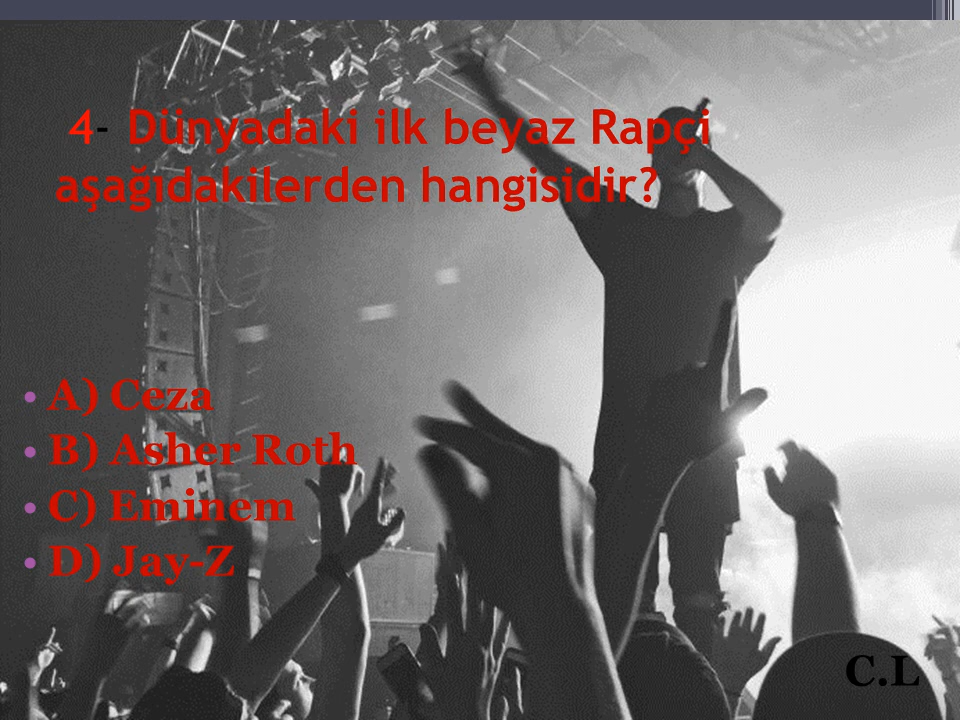 4- Dünyadaki ilk beyaz Rapçi
aşağıdakilerden hangisidir?
• A) Ceza
• B) Asher Roth
• C) Eminem
• D) Jay-Z
C.L